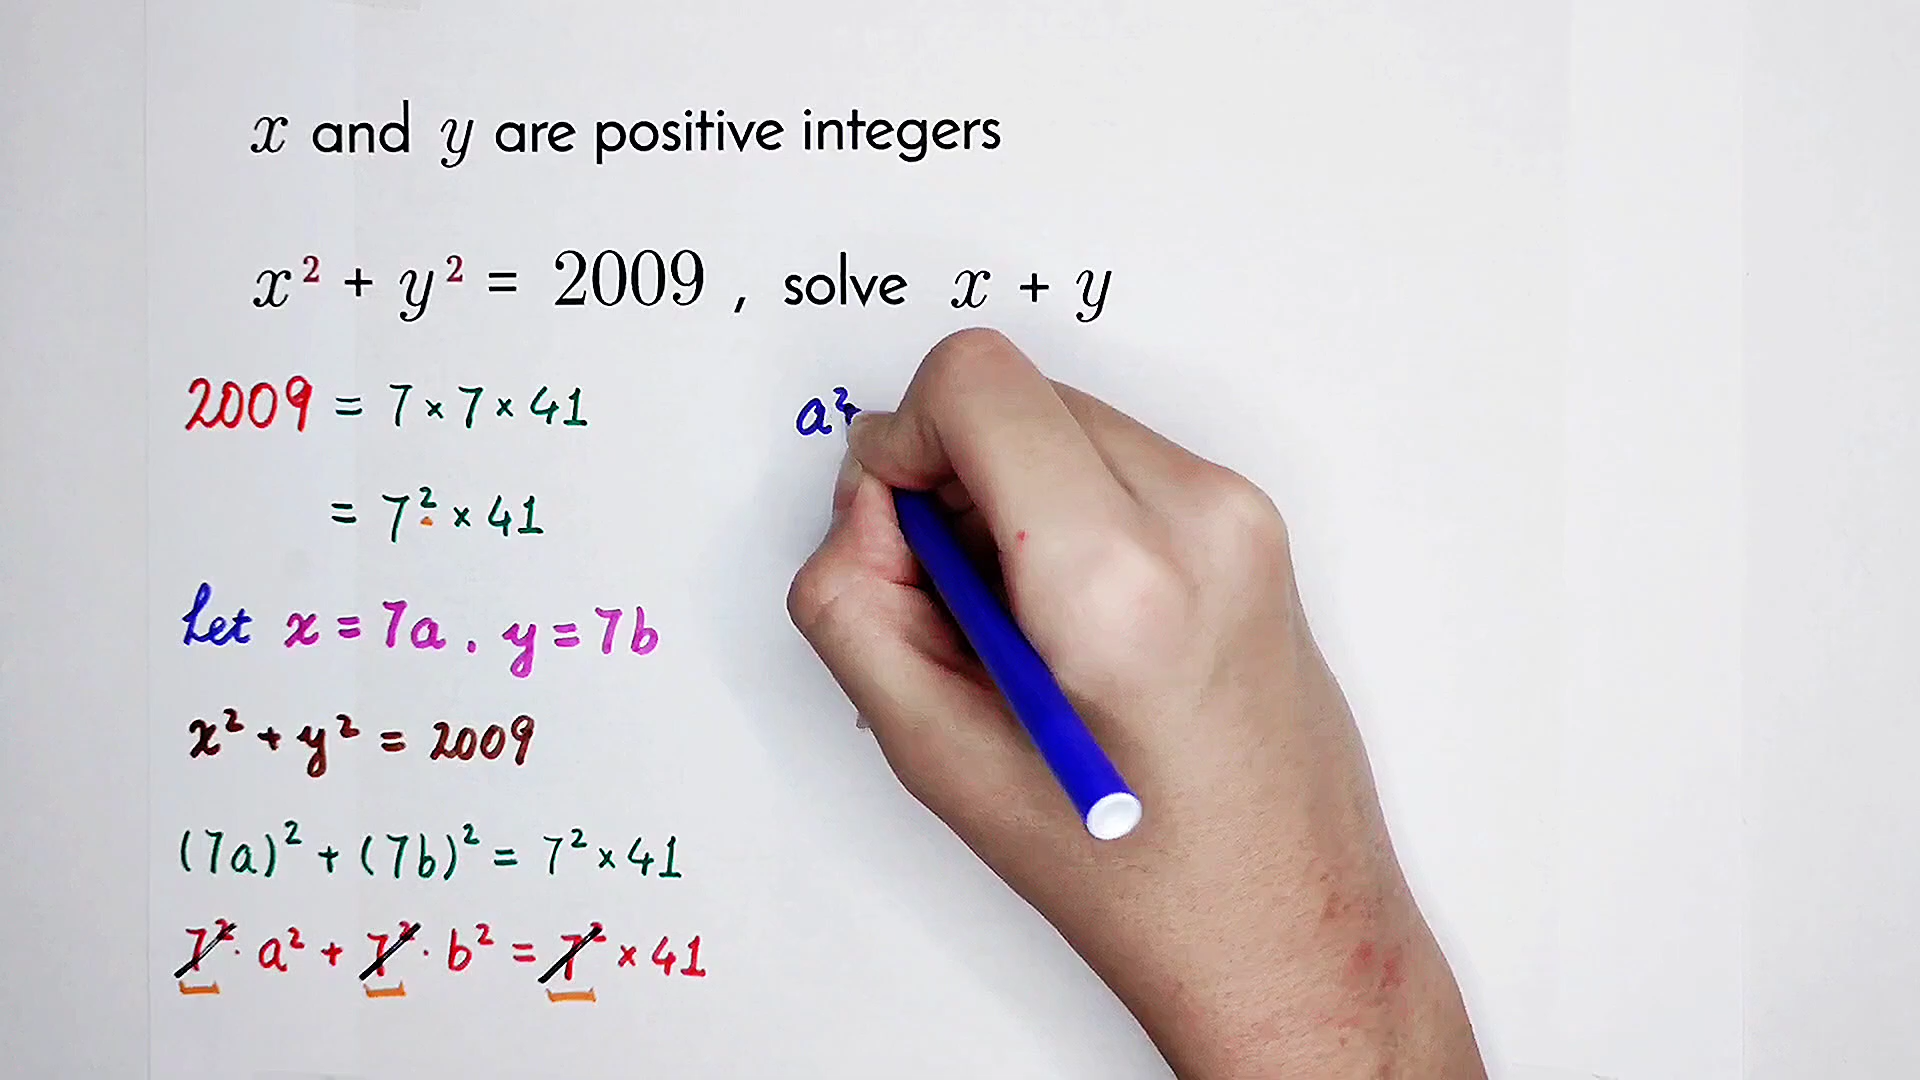 x and y are positive integers
x² + y² = 2009 , solve x + y
2009 = 7 × 7 × 41
a²
= 7² × 41
Let x = 7a . y = 7b
x² + y² = 2009
(7a)² + (7b)² = 7² × 41
7² · a² + 7² · b² = 7² × 41